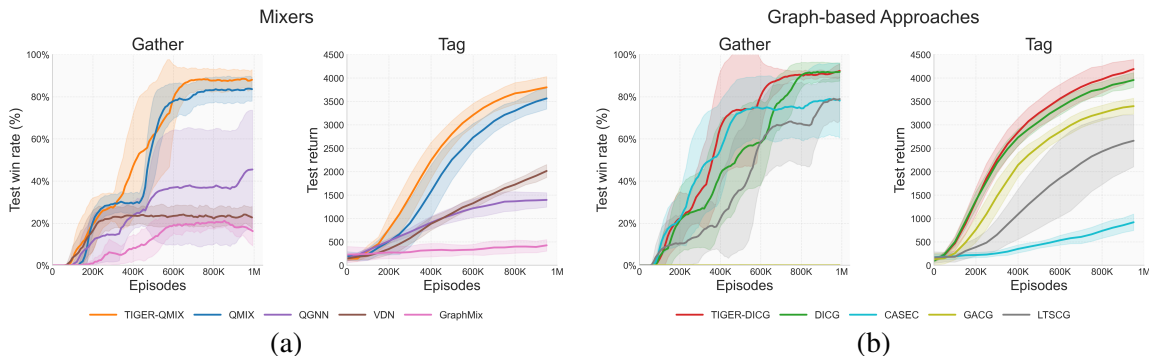 Mixers
Graph-based Approaches
Gather
Tag
Gather
Tag
Test win rate (%)
100%
80%
60%
40%
20%
0%
200K 400K 600K 800K 1M
Episodes
Test return
4500
4000
3500
3000
2500
2000
1500
1000
500
0
200K 400K 600K 800K 1M
Episodes
TIGER-QMIX QMIX QGNN VDN GraphMix
(a)
Test win rate (%)
100%
80%
60%
40%
20%
0%
200K 400K 600K 800K 1M
Episodes
Test return
4500
4000
3500
3000
2500
2000
1500
1000
500
0
0 200K 400K 600K 800K 1M
Episodes
TIGER-DICG DICG CASEC GACG LTSCG
(b)